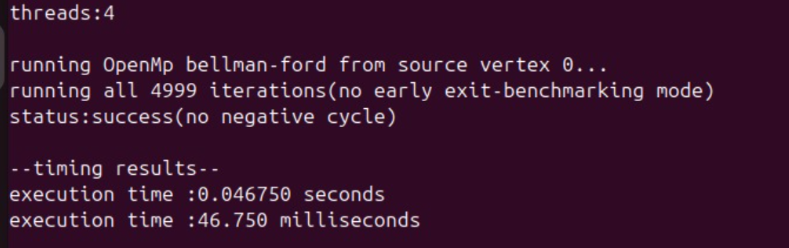 threads:4
running OpenMp bellman-ford from source vertex 0...
running all 4999 iterations(no early exit-benchmarking mode)
status:success(no negative cycle)
--timing results--
execution time :0.046750 seconds
execution time :46.750 milliseconds